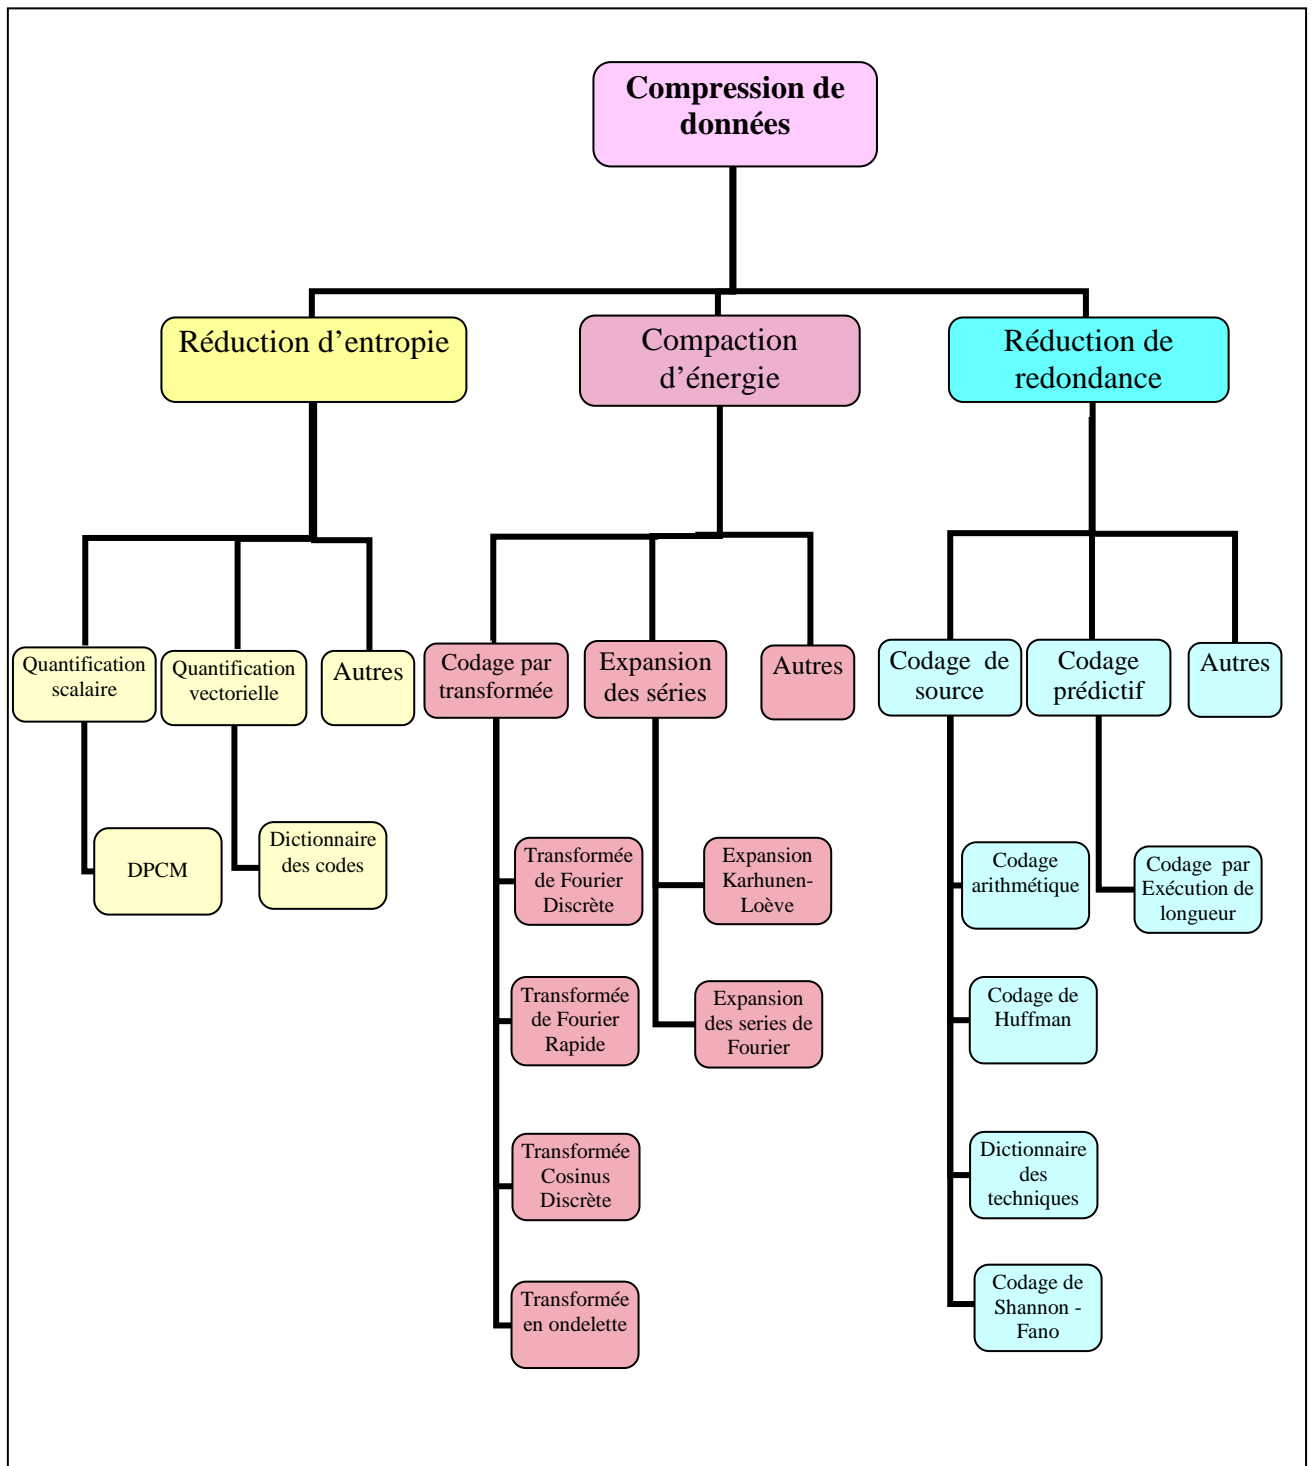 Compression de
données
Réduction d’entropie
Compaction
d’énergie
Réduction de
redondance
Quantification
scalaire
Quantification
vectorielle
Autres
Codage par
transformée
Expansion
des séries
Autres
Codage de
source
Codage
prédictif
Autres
DPCM
Dictionnaire
des codes
Transformée
de Fourier
Discrète
Expansion
Karhunen-
Loève
Codage
arithmétique
Codage par
Exécution de
longueur
Transformée
de Fourier
Rapide
Expansion
des series de
Fourier
Codage de
Huffman
Transformée
Cosinus
Discrète
Dictionnaire
des
techniques
Transformée
en ondelette
Codage de
Shannon -
Fano